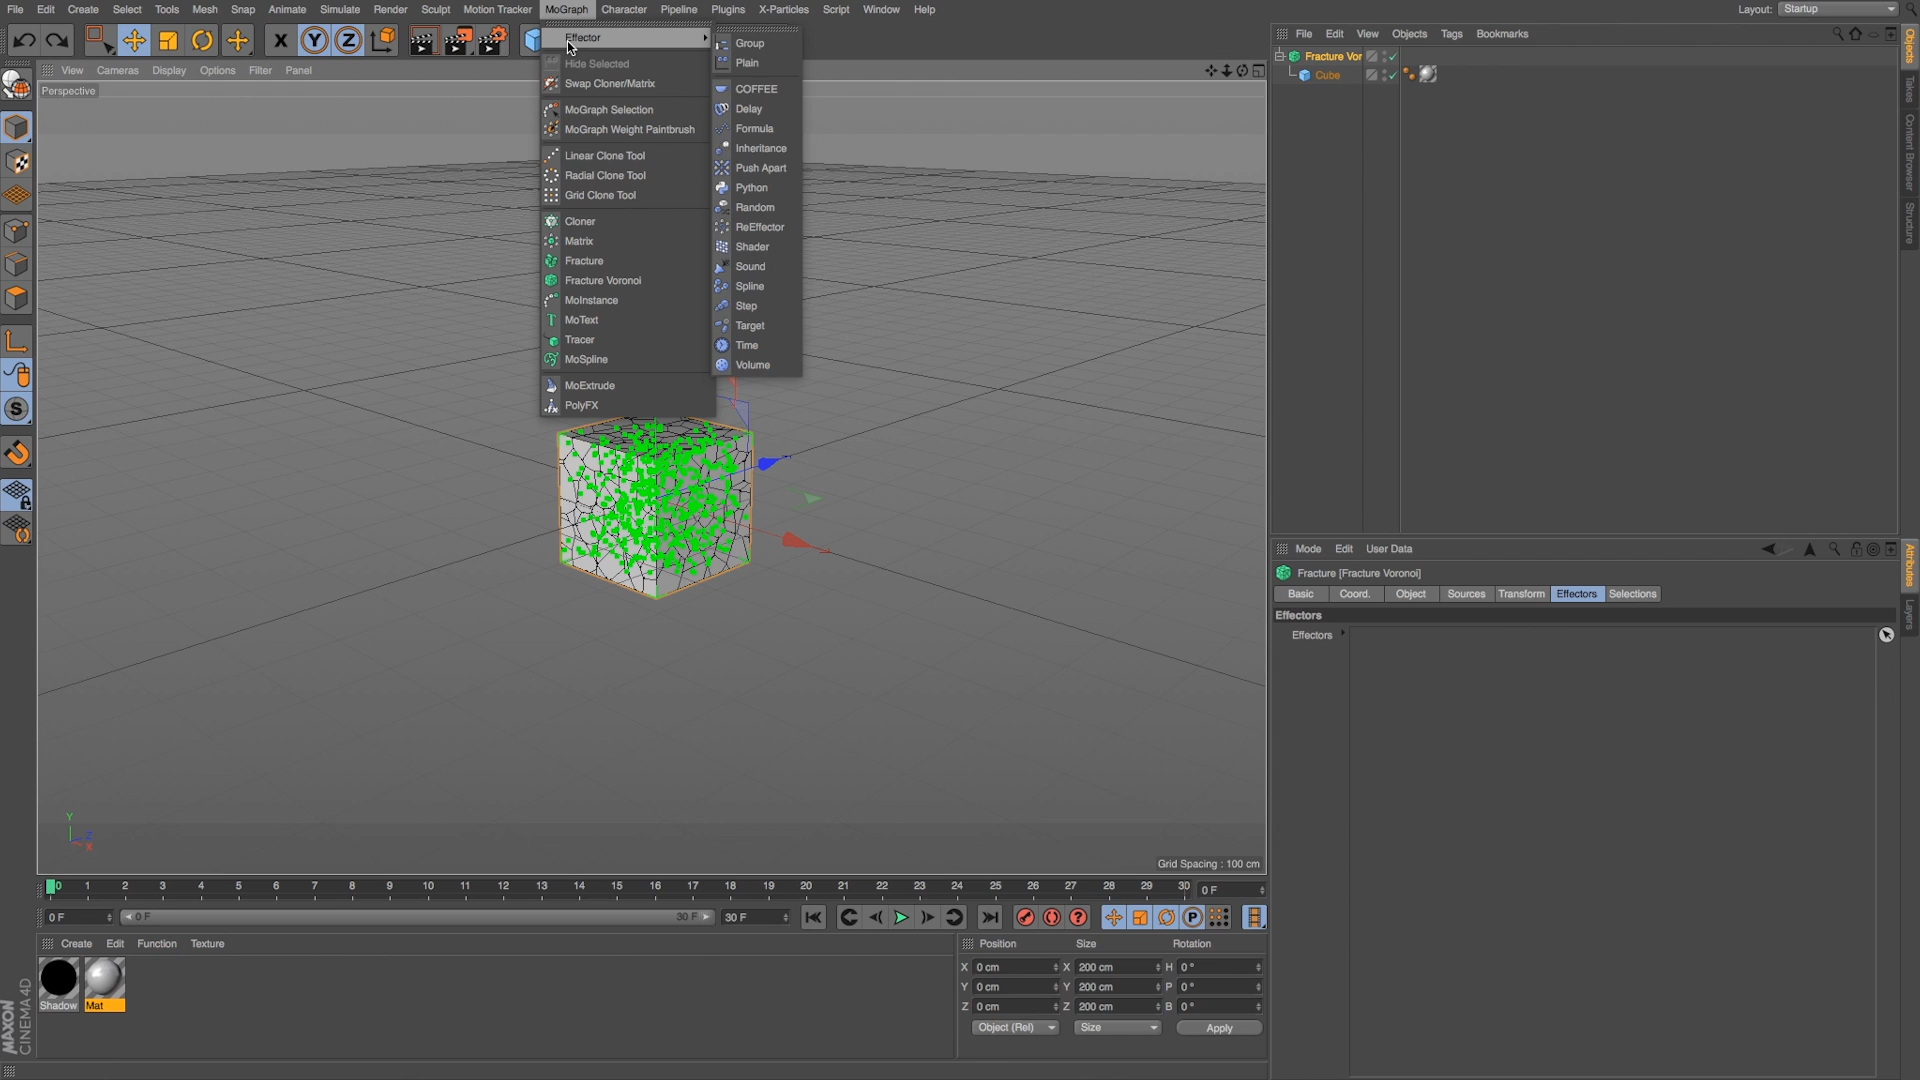 File Edit Create Select Tools Mesh Snap Animate Simulate Render Sculpt Motion Tracker MoGraph Character Pipeline Plugins X-Particles Script Window Help
Layout: Startup
X Y Z
View Cameras Display Options Filter Panel
Perspective
Effector
Hide Selected
Swap Cloner/Matrix
MoGraph Selection
MoGraph Weight Paintbrush
Linear Clone Tool
Radial Clone Tool
Grid Clone Tool
Cloner
Matrix
Fracture
Fracture Voronoi
MoInstance
MoText
Tracer
MoSpline
MoExtrude
PolyFX
Group
Plain
COFFEE
Delay
Formula
Inheritance
Push Apart
Python
Random
ReEffector
Shader
Sound
Spline
Step
Target
Time
Volume
Y
Z
X
Grid Spacing : 100 cm
File Edit View Objects Tags Bookmarks
Fracture Vor
Cube
Objects
Takes
Content Browser
Structure
Mode Edit User Data
Fracture [Fracture Voronoi]
Basic Coord. Object Sources Transform Effectors Selections
Effectors
Effectors
Attributes
Layers
0 1 2 3 4 5 6 7 8 9 10 11 12 13 14 15 16 17 18 19 20 21 22 23 24 25 26 27 28 29 30 0 F
0 F 0 F 30 F 30 F
Create Edit Function Texture
Shadow Mat
Position Size Rotation
X 0 cm X 200 cm H 0 °
Y 0 cm Y 200 cm P 0 °
Z 0 cm Z 200 cm B 0 °
Object (Rel) Size Apply
MAXON
CINEMA 4D